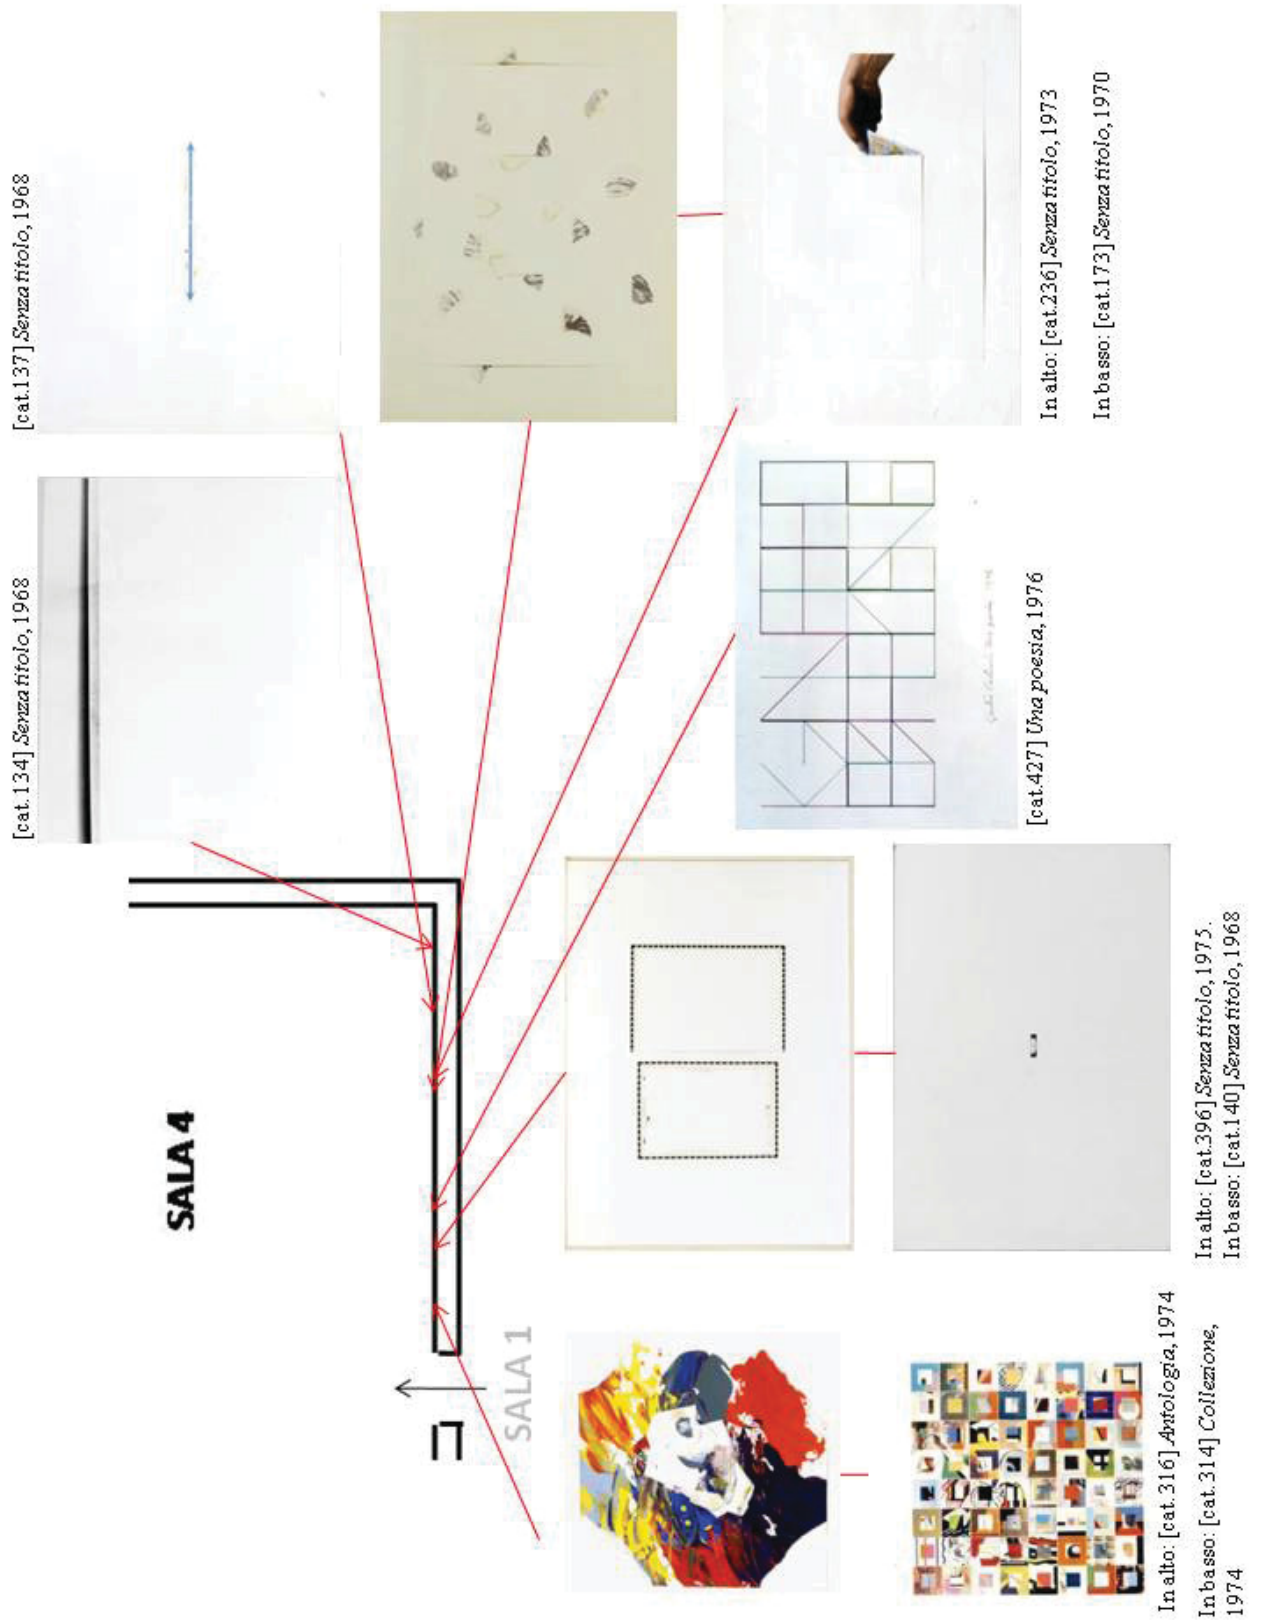 [cat.134] Senza titolo, 1968
[cat.137] Senza titolo, 1968
SALA 4
SALA 1
In alto: [cat.316] Antologia, 1974
In basso: [cat.314] Collezione,
1974
In alto: [cat.396] Senza titolo, 1975.
In basso: [cat.140] Senza titolo, 1968
[cat.427] Una poesia, 1976
In alto: [cat.236] Senza titolo, 1973
In basso: [cat.173] Senza titolo, 1970